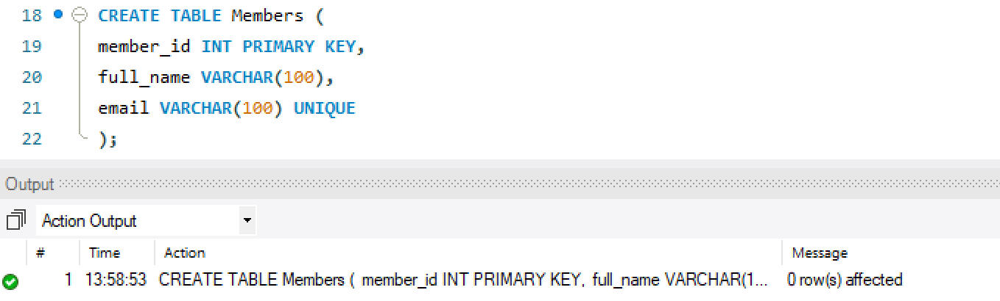 18 CREATE TABLE Members (
19 member_id INT PRIMARY KEY,
20 full_name VARCHAR(100),
21 email VARCHAR(100) UNIQUE
22 );
Output
Action Output
# Time Action Message
1 13:58:53 CREATE TABLE Members ( member_id INT PRIMARY KEY, full_name VARCHAR(1... 0 row(s) affected